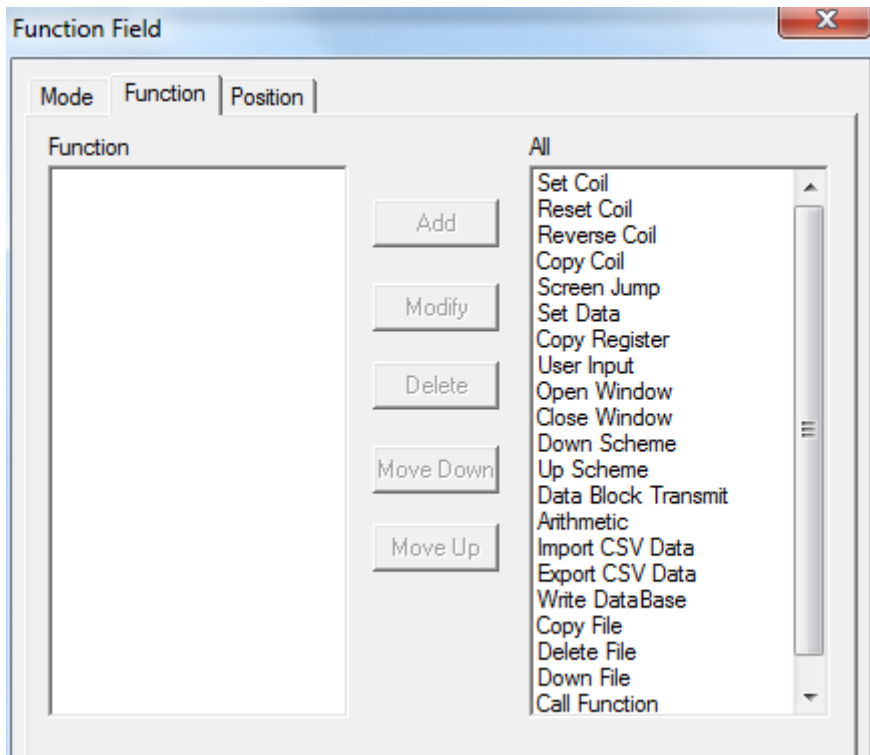 Function Field
Mode Function Position
Function
All
Add
Modify
Delete
Move Down
Move Up
Set Coil
Reset Coil
Reverse Coil
Copy Coil
Screen Jump
Set Data
Copy Register
User Input
Open Window
Close Window
Down Scheme
Up Scheme
Data Block Transmit
Arithmetic
Import CSV Data
Export CSV Data
Write DataBase
Copy File
Delete File
Down File
Call Function